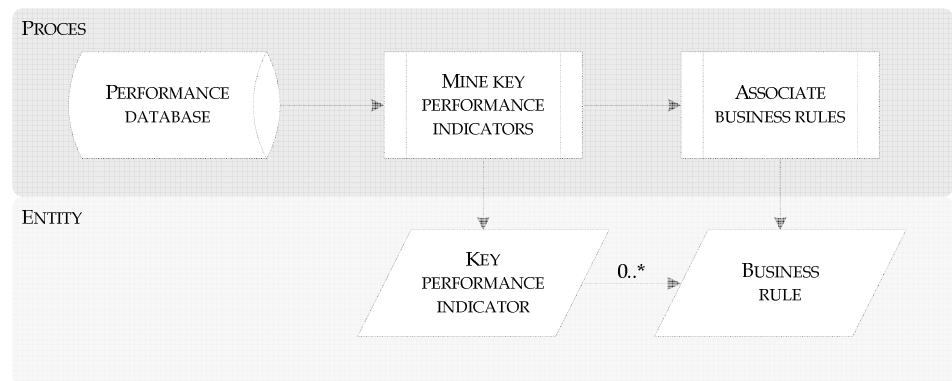 PROCES
PERFORMANCE
DATABASE
MINE KEY
PERFORMANCE
INDICATORS
ASSOCIATE
BUSINESS RULES
ENTITY
KEY
PERFORMANCE
INDICATOR
0..*
BUSINESS
RULE